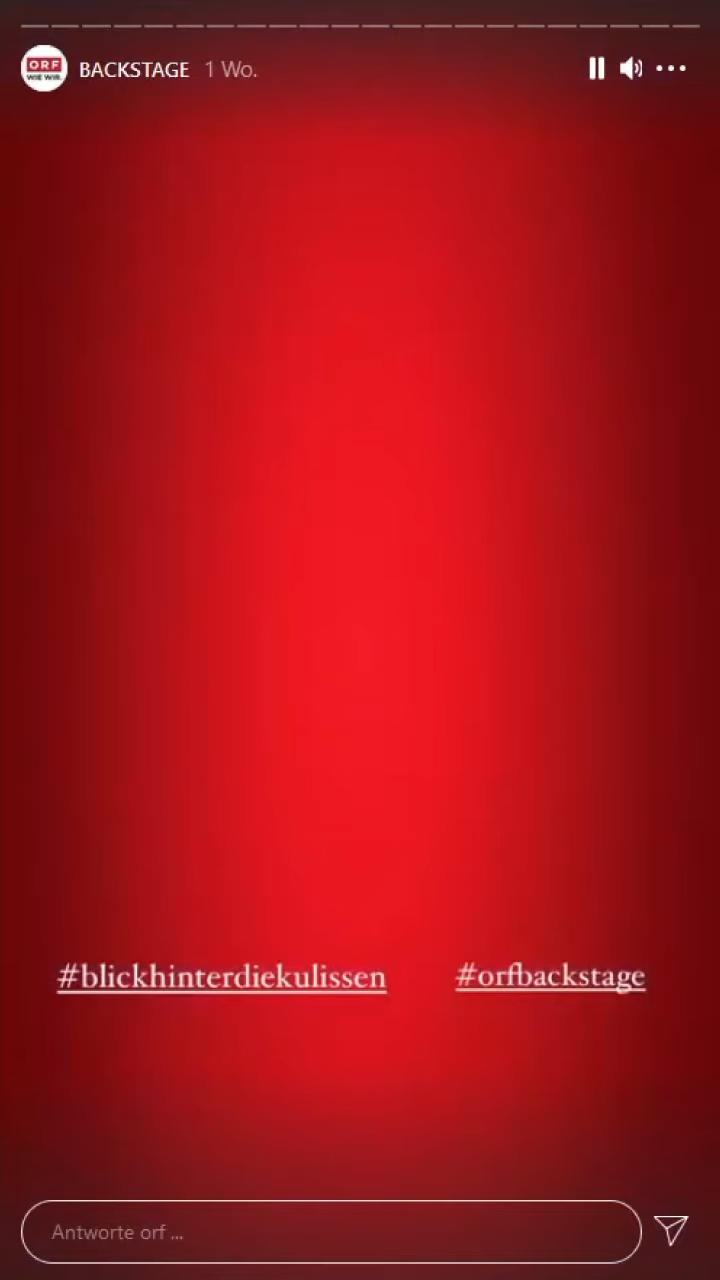 ORF
WIE WIR.
BACKSTAGE 1 Wo.
#blickhinterdiekulissen #orfbackstage
Antworte orf ...